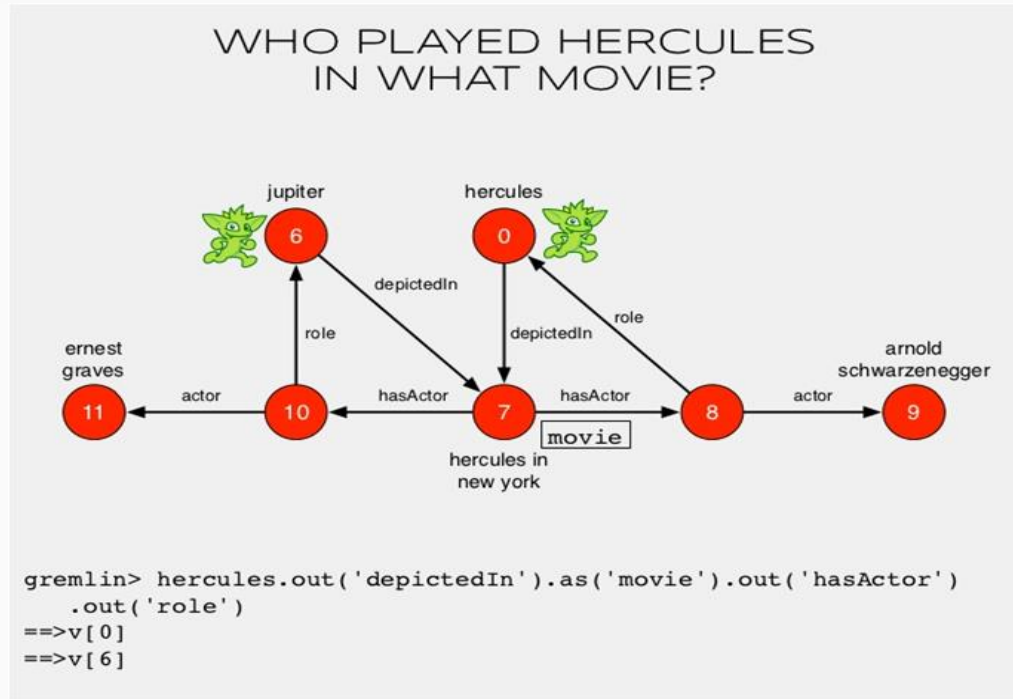 WHO PLAYED HERCULES
IN WHAT MOVIE?
jupiter
hercules
6
0
depictedIn
role
depictedIn
role
ernest
graves
arnold
schwarzenegger
actor
hasActor
hasActor
actor
11
10
7
8
9
movie
hercules in
new york
gremlin> hercules.out('depictedIn').as('movie').out('hasActor')
.out('role')
==>v[0]
==>v[6]